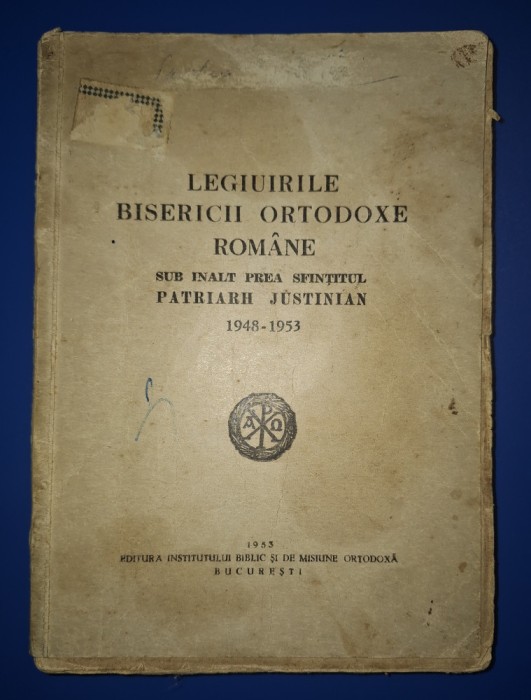 LEGIUIRILE
BISERICII ORTODOXE
ROMÂNE
SUB INALT PREA SFINȚITUL
PATRIARH JUSTINIAN
1948-1953
A P Ω
1953
EDITURA INSTITUTULUI BIBLIC ȘI DE MISIUNE ORTODOXĂ
BUCUREȘTI